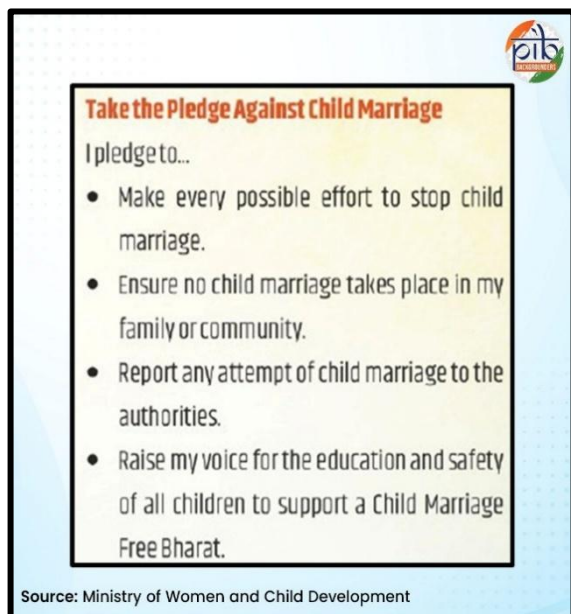 pib
BACKGROUNDERS
Take the Pledge Against Child Marriage
I pledge to...
• Make every possible effort to stop child
marriage.
• Ensure no child marriage takes place in my
family or community.
• Report any attempt of child marriage to the
authorities.
• Raise my voice for the education and safety
of all children to support a Child Marriage
Free Bharat.
Source: Ministry of Women and Child Development